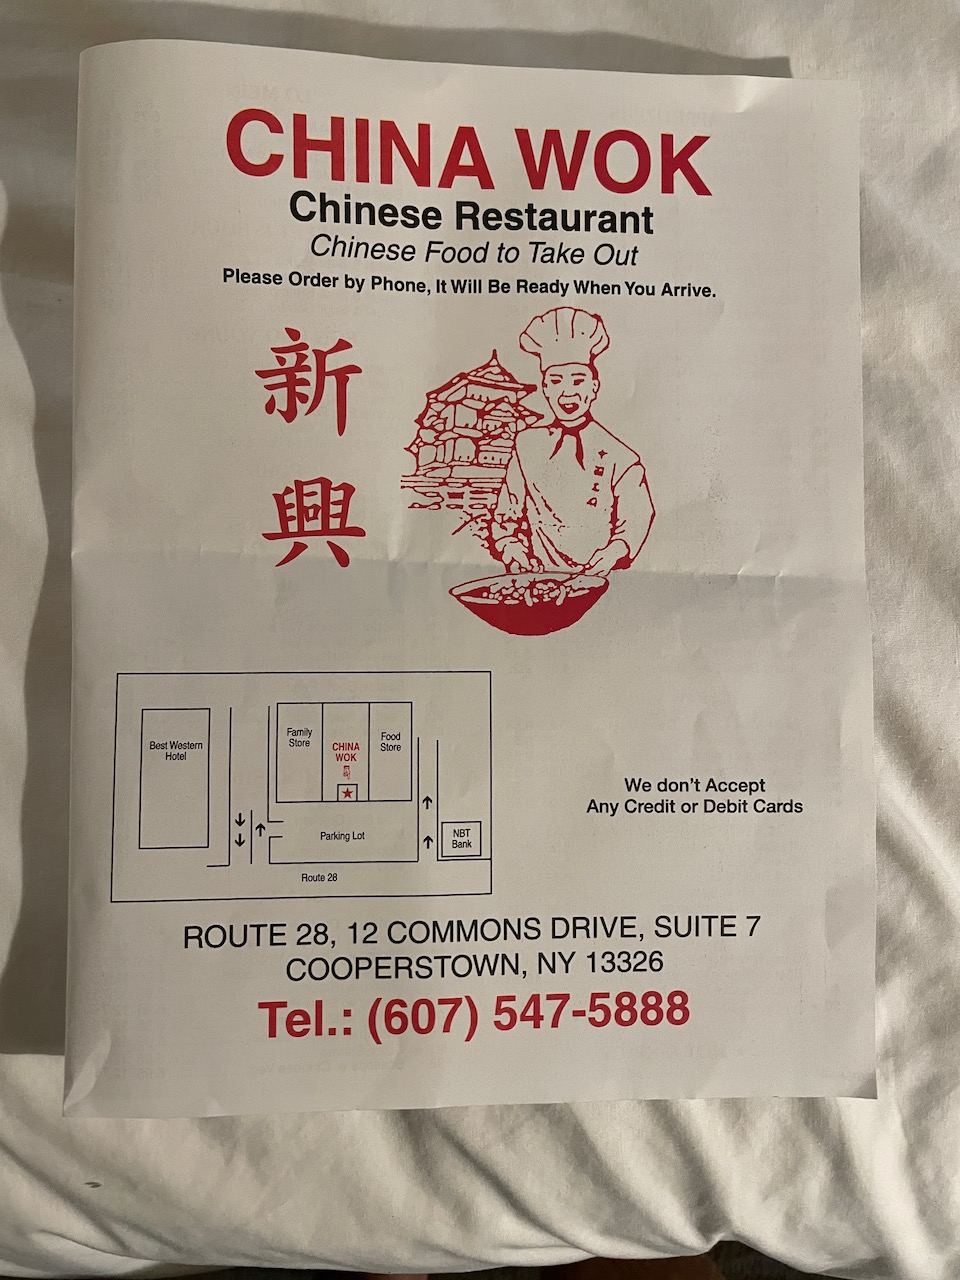 CHINA WOK
Chinese Restaurant
Chinese Food to Take Out
Please Order by Phone, It Will Be Ready When You Arrive.
新
興
Best Western
Hotel
Family
Store
CHINA
WOK
Food
Store
Parking Lot
NBT
Bank
Route 28
We don't Accept
Any Credit or Debit Cards
ROUTE 28, 12 COMMONS DRIVE, SUITE 7
COOPERSTOWN, NY 13326
Tel.: (607) 547-5888